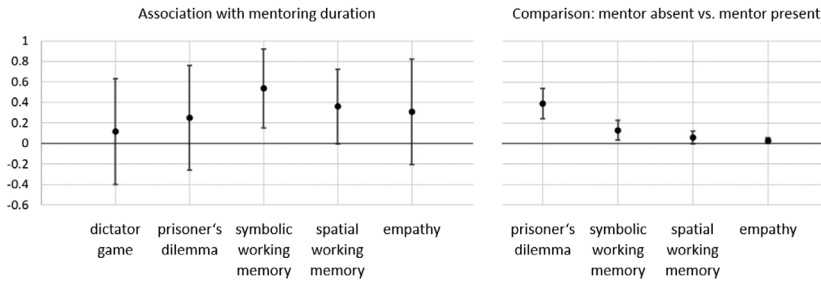 Association with mentoring duration
Comparison: mentor absent vs. mentor present
1
0.8
0.6
0.4
0.2
0
-0.2
-0.4
-0.6
dictator
game
prisoner‘s
dilemma
symbolic
working
memory
spatial
working
memory
empathy
prisoner‘s
dilemma
symbolic
working
memory
spatial
working
memory
empathy